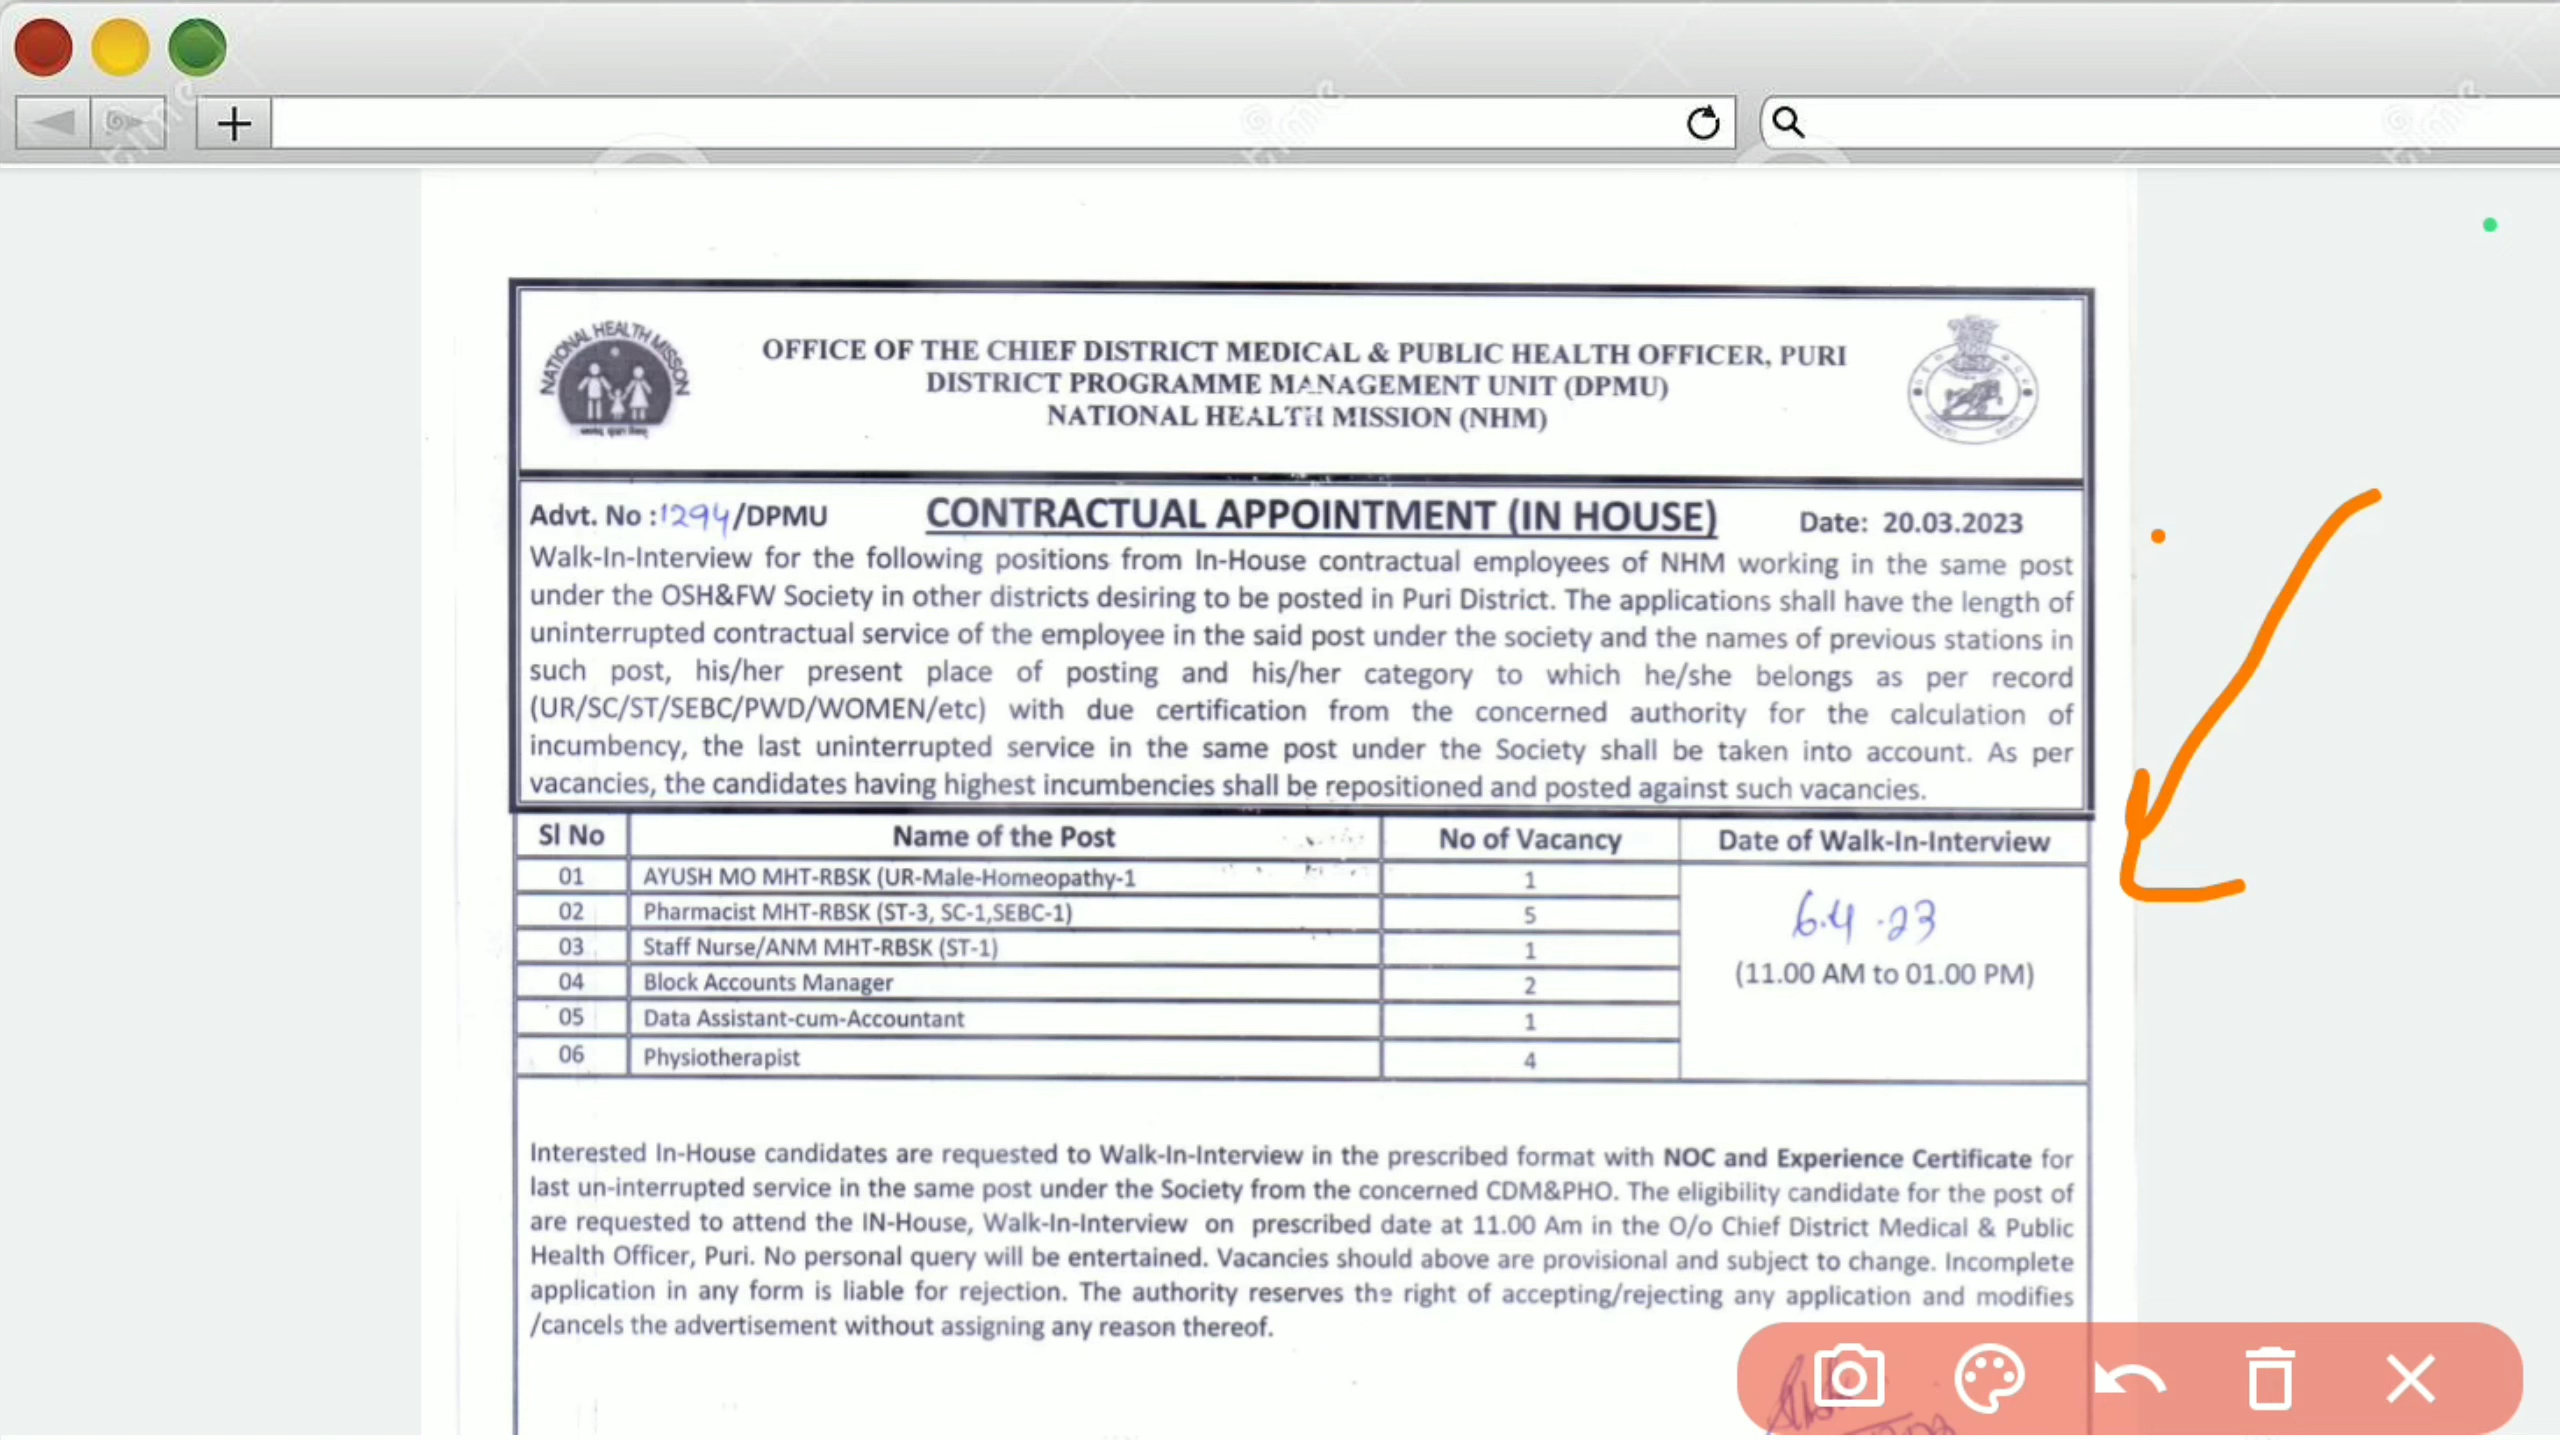 NATIONAL HEALTH MISSION
OFFICE OF THE CHIEF DISTRICT MEDICAL & PUBLIC HEALTH OFFICER, PURI
DISTRICT PROGRAMME MANAGEMENT UNIT (DPMU)
NATIONAL HEALTH MISSION (NHM)
Advt. No :1294/DPMU CONTRACTUAL APPOINTMENT (IN HOUSE) Date: 20.03.2023
Walk-In-Interview for the following positions from In-House contractual employees of NHM working in the same post
under the OSH&FW Society in other districts desiring to be posted in Puri District. The applications shall have the length of
uninterrupted contractual service of the employee in the said post under the society and the names of previous stations in
such post, his/her present place of posting and his/her category to which he/she belongs as per record
(UR/SC/ST/SEBC/PWD/WOMEN/etc) with due certification from the concerned authority for the calculation of
incumbency, the last uninterrupted service in the same post under the Society shall be taken into account. As per
vacancies, the candidates having highest incumbencies shall be repositioned and posted against such vacancies.
Sl No Name of the Post No of Vacancy Date of Walk-In-Interview
01 AYUSH MO MHT-RBSK (UR-Male-Homeopathy-1 1
02 Pharmacist MHT-RBSK (ST-3, SC-1,SEBC-1) 5
6.4.23
03 Staff Nurse/ANM MHT-RBSK (ST-1) 1
(11.00 AM to 01.00 PM)
04 Block Accounts Manager 2
05 Data Assistant-cum-Accountant 1
06 Physiotherapist 4
Interested In-House candidates are requested to Walk-In-Interview in the prescribed format with NOC and Experience Certificate for
last un-interrupted service in the same post under the Society from the concerned CDM&PHO. The eligibility candidate for the post of
are requested to attend the IN-House, Walk-In-Interview on prescribed date at 11.00 Am in the O/o Chief District Medical & Public
Health Officer, Puri. No personal query will be entertained. Vacancies should above are provisional and subject to change. Incomplete
application in any form is liable for rejection. The authority reserves the right of accepting/rejecting any application and modifies
/cancels the advertisement without assigning any reason thereof.